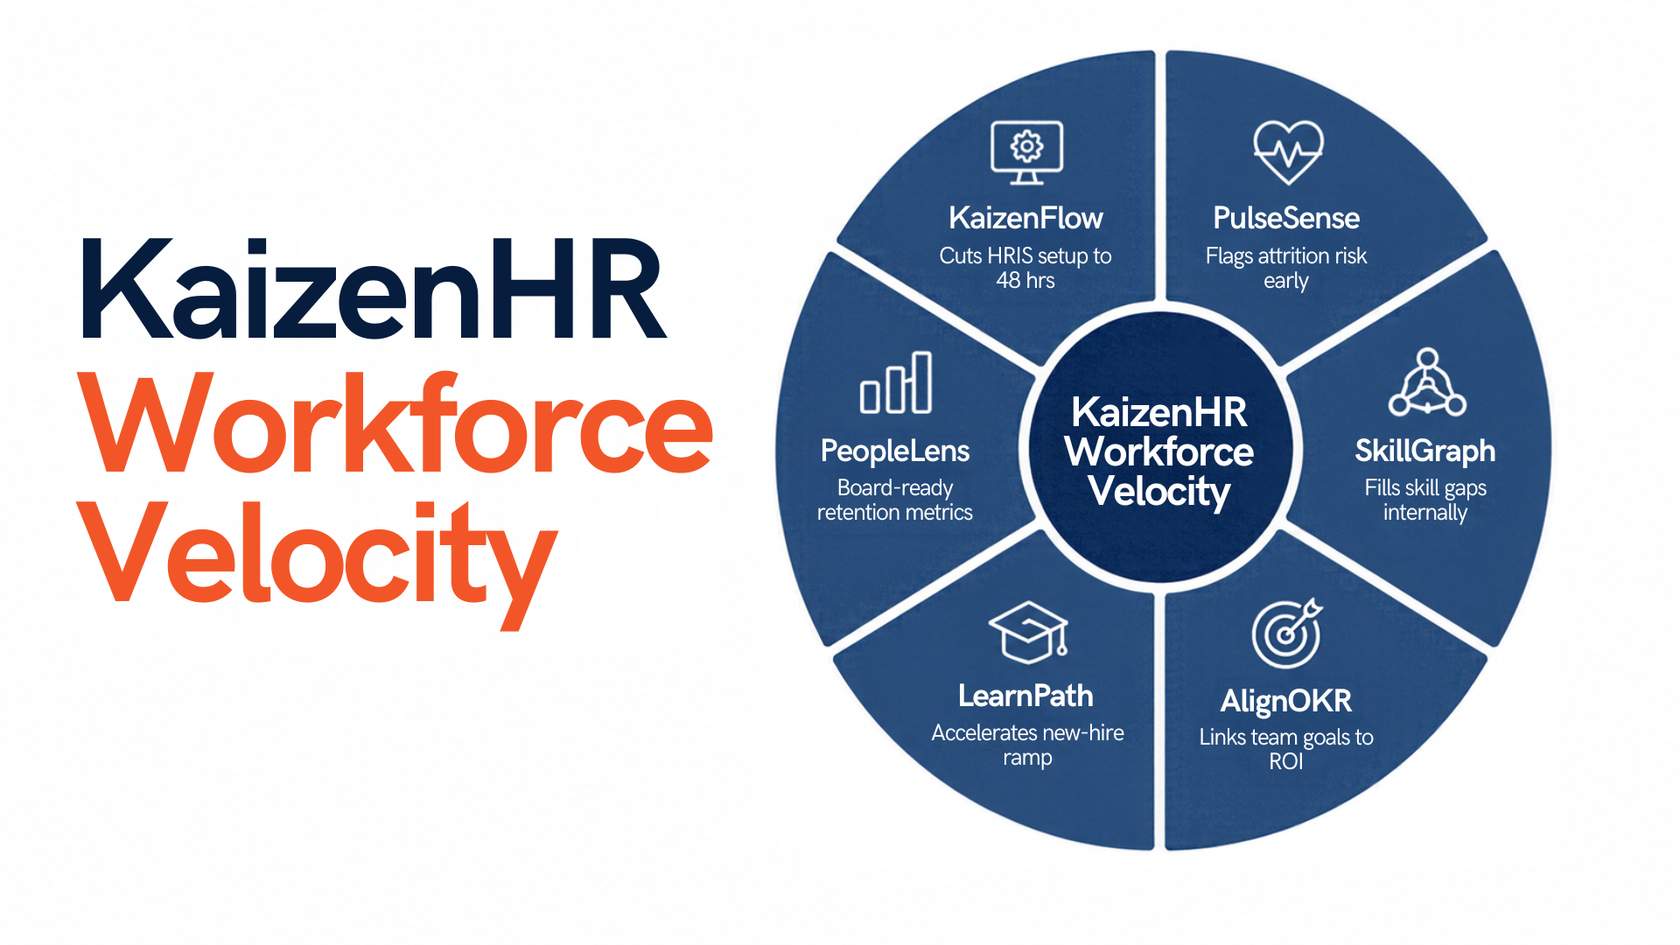 KaizenHR
Workforce
Velocity
KaizenFlow
Cuts HRIS setup to
48 hrs
PulseSense
Flags attrition risk
early
PeopleLens
Board-ready
retention metrics
KaizenHR
Workforce
Velocity
SkillGraph
Fills skill gaps
internally
LearnPath
Accelerates new-hire
ramp
AlignOKR
Links team goals to
ROI